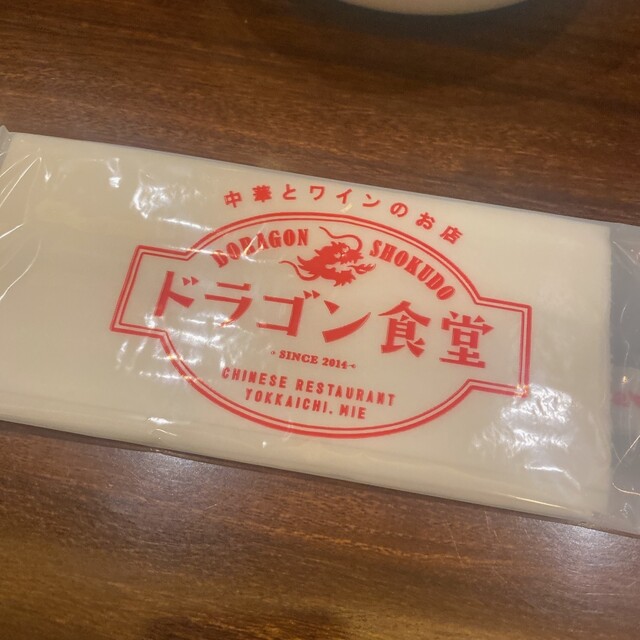 中華とワインのお店
DORAGON SHOKUDO
ドラゴン食堂
SINCE 2014
CHINESE RESTAURANT
YOKKAICHI, MIE